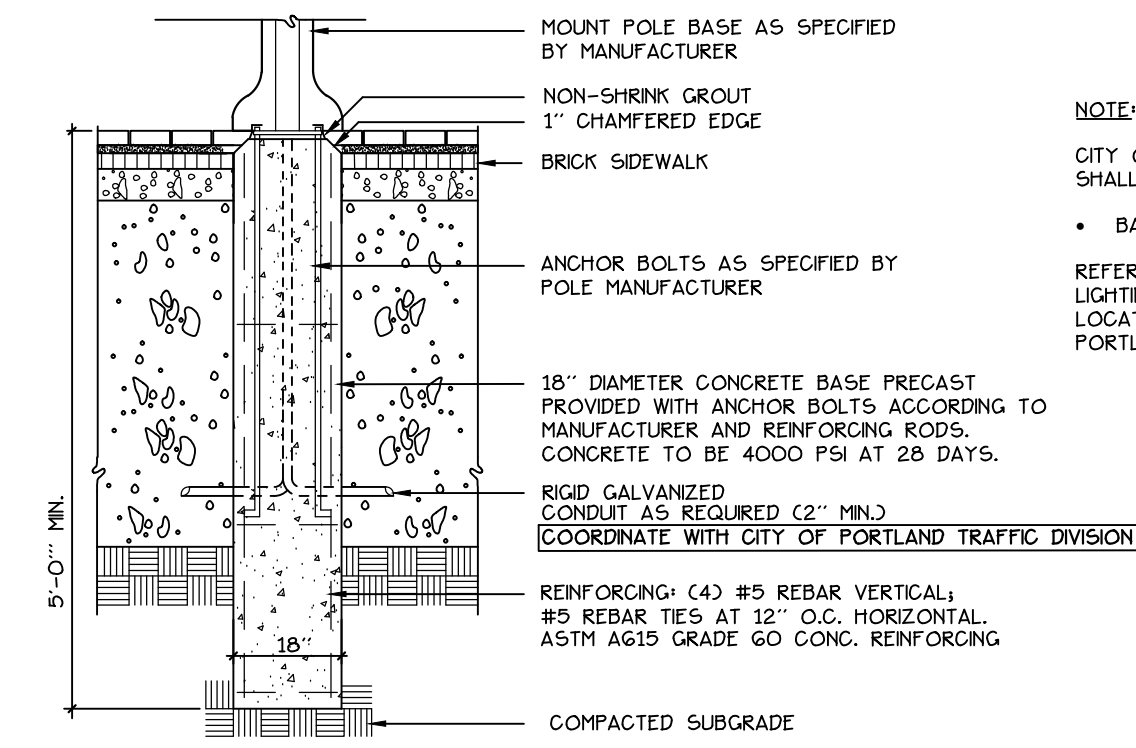 MOUNT POLE BASE AS SPECIFIED
BY MANUFACTURER
NON-SHRINK GROUT
1" CHAMFERED EDGE
BRICK SIDEWALK
ANCHOR BOLTS AS SPECIFIED BY
POLE MANUFACTURER
18" DIAMETER CONCRETE BASE PRECAST
PROVIDED WITH ANCHOR BOLTS ACCORDING TO
MANUFACTURER AND REINFORCING RODS.
CONCRETE TO BE 4000 PSI AT 28 DAYS.
RIGID GALVANIZED
CONDUIT AS REQUIRED (2" MIN.)
COORDINATE WITH CITY OF PORTLAND TRAFFIC DIVISION
REINFORCING: (4) #5 REBAR VERTICAL;
#5 REBAR TIES AT 12" O.C. HORIZONTAL.
ASTM A615 GRADE 60 CONC. REINFORCING
COMPACTED SUBGRADE
5'-0"' MIN.
18"
NOTE:
CITY
SHALL
•
REFER